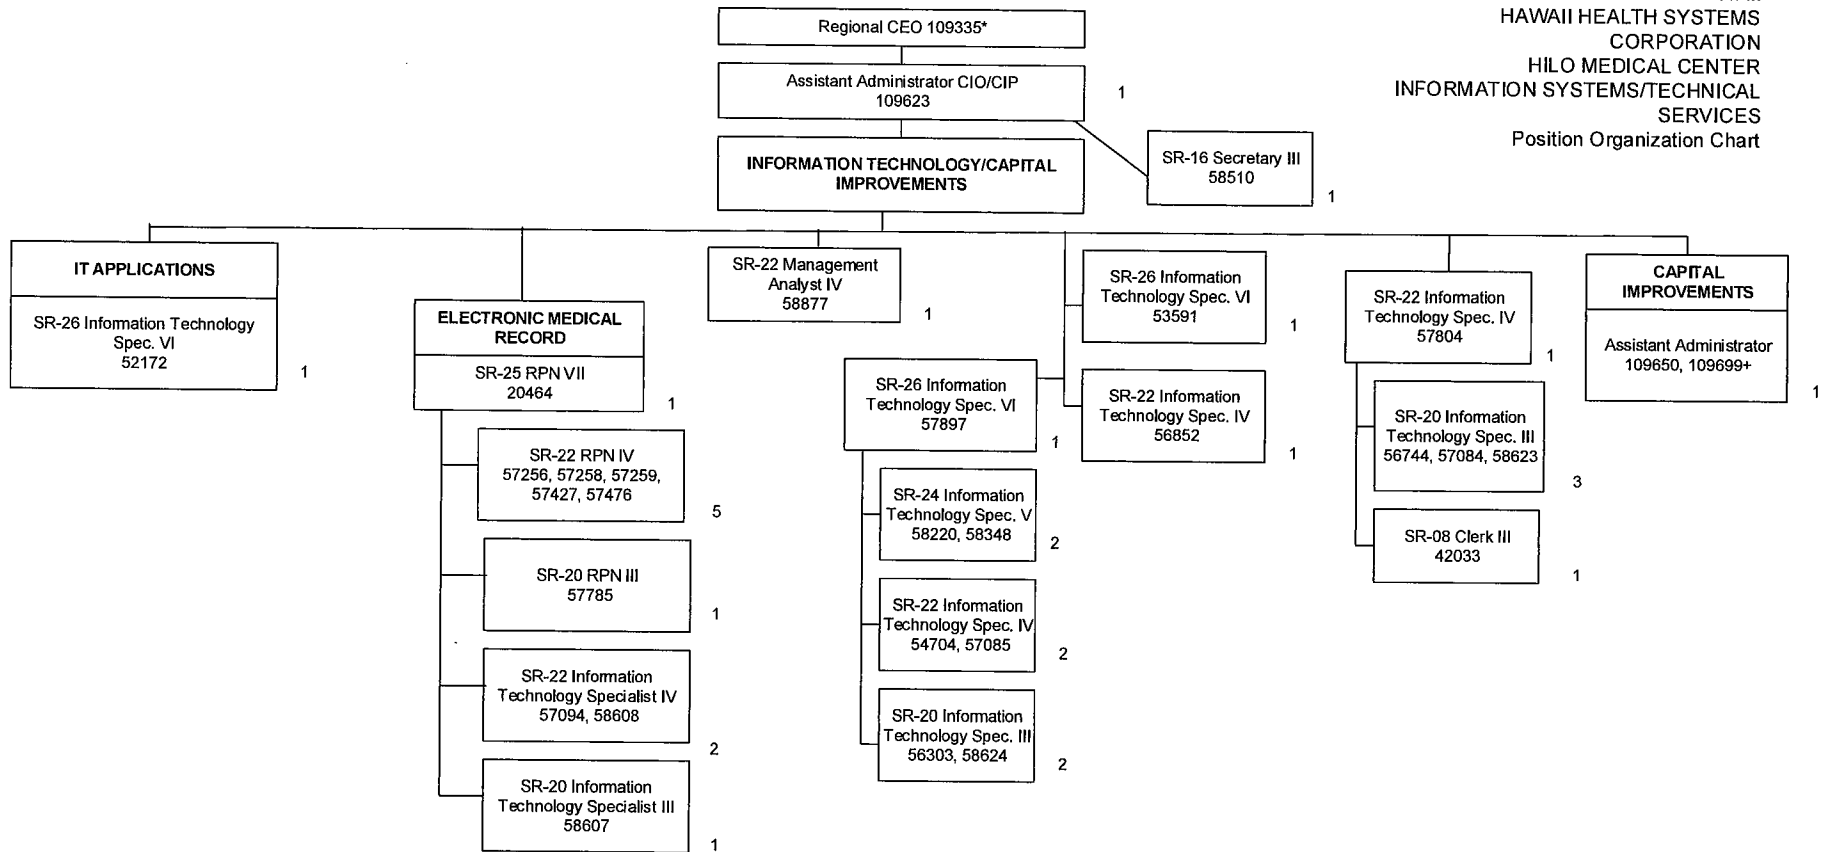 HAWAII HEALTH SYSTEMS
CORPORATION
HILO MEDICAL CENTER
INFORMATION SYSTEMS/TECHNICAL
SERVICES
Position Organization Chart
Regional CEO 109335*
Assistant Administrator CIO/CIP
109623
1
INFORMATION TECHNOLOGY/CAPITAL
IMPROVEMENTS
SR-16 Secretary III
58510
1
IT APPLICATIONS
SR-26 Information Technology
Spec. VI
52172
1
ELECTRONIC MEDICAL
RECORD
SR-25 RPN VII
20464
1
SR-22 RPN IV
57256, 57258, 57259,
57427, 57476
5
SR-20 RPN III
57785
1
SR-22 Information
Technology Specialist IV
57094, 58608
2
SR-20 Information
Technology Specialist III
58607
1
SR-22 Management
Analyst IV
58877
1
SR-26 Information
Technology Spec. VI
53591
1
SR-26 Information
Technology Spec. VI
57897
1
SR-22 Information
Technology Spec. IV
56852
1
SR-24 Information
Technology Spec. V
58220, 58348
2
SR-22 Information
Technology Spec. IV
54704, 57085
2
SR-20 Information
Technology Spec. III
56303, 58624
2
SR-22 Information
Technology Spec. IV
57804
1
SR-20 Information
Technology Spec. III
56744, 57084, 58623
3
SR-08 Clerk III
42033
1
CAPITAL
IMPROVEMENTS
Assistant Administrator
109650, 109699+
1